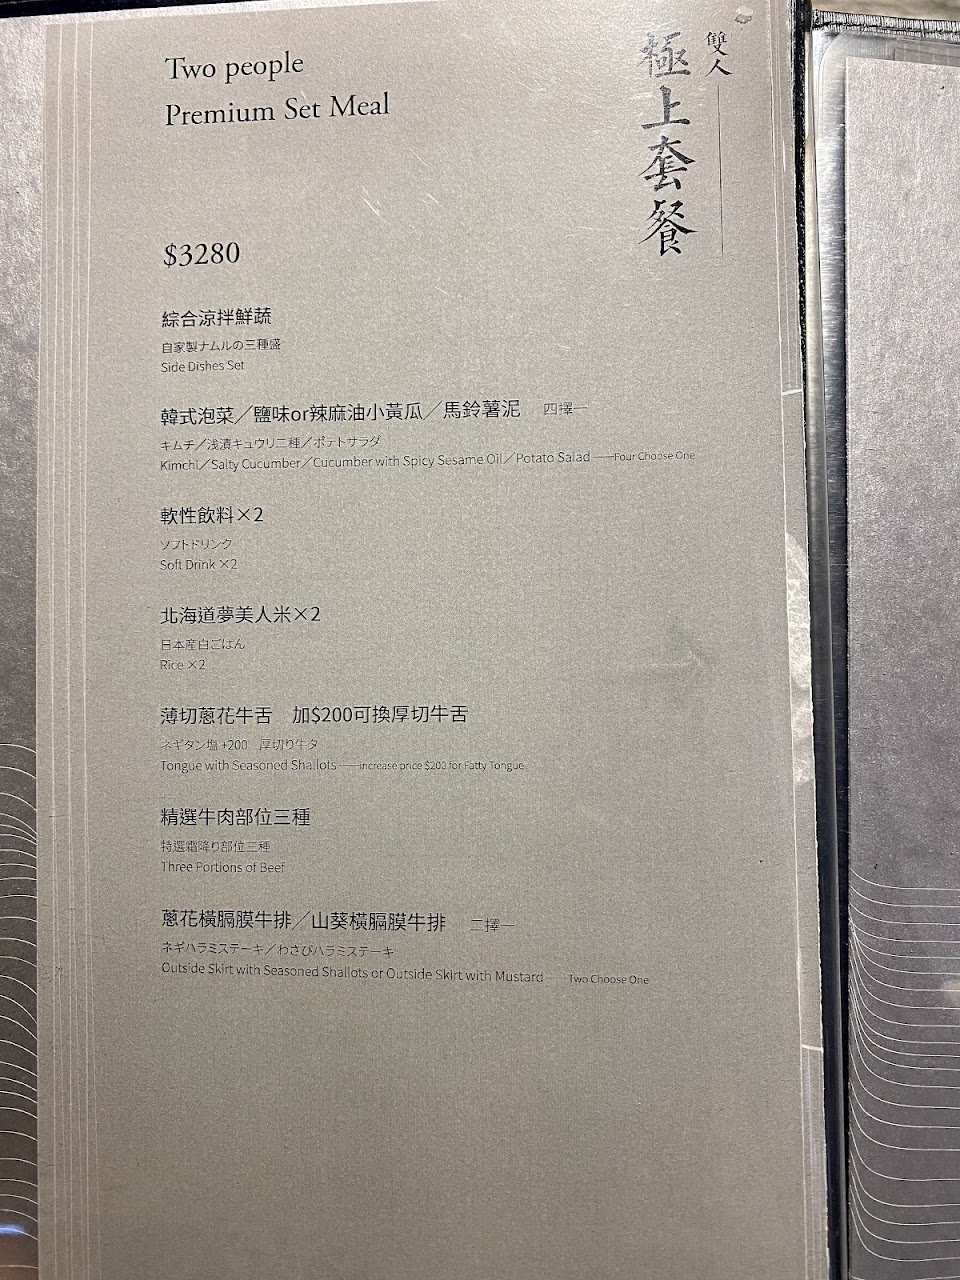 Two people
Premium Set Meal
雙人
極上套餐
$3280
綜合涼拌鮮蔬
自家製ナムルの三種盛
Side Dishes Set
韓式泡菜／鹽味or辣麻油小黃瓜／馬鈴薯泥 四擇一
キムチ／浅漬キュウリ二種／ポテトサラダ
Kimchi／Salty Cucumber／Cucumber with Spicy Sesame Oil／Potato Salad ——Four Choose One
軟性飲料×2
ソフトドリンク
Soft Drink ×2
北海道夢美人米×2
日本産白ごはん
Rice ×2
薄切蔥花牛舌 加$200可換厚切牛舌
ネギタン塩 +200 厚切り牛タ
Tongue with Seasoned Shallots ——increase price $200 for Fatty Tongue
精選牛肉部位三種
特選霜降り部位三種
Three Portions of Beef
蔥花橫膈膜牛排／山葵橫膈膜牛排 二擇一
ネギハラミステーキ／わさびハラミステーキ
Outside Skirt with Seasoned Shallots or Outside Skirt with Mustard ——Two Choose One